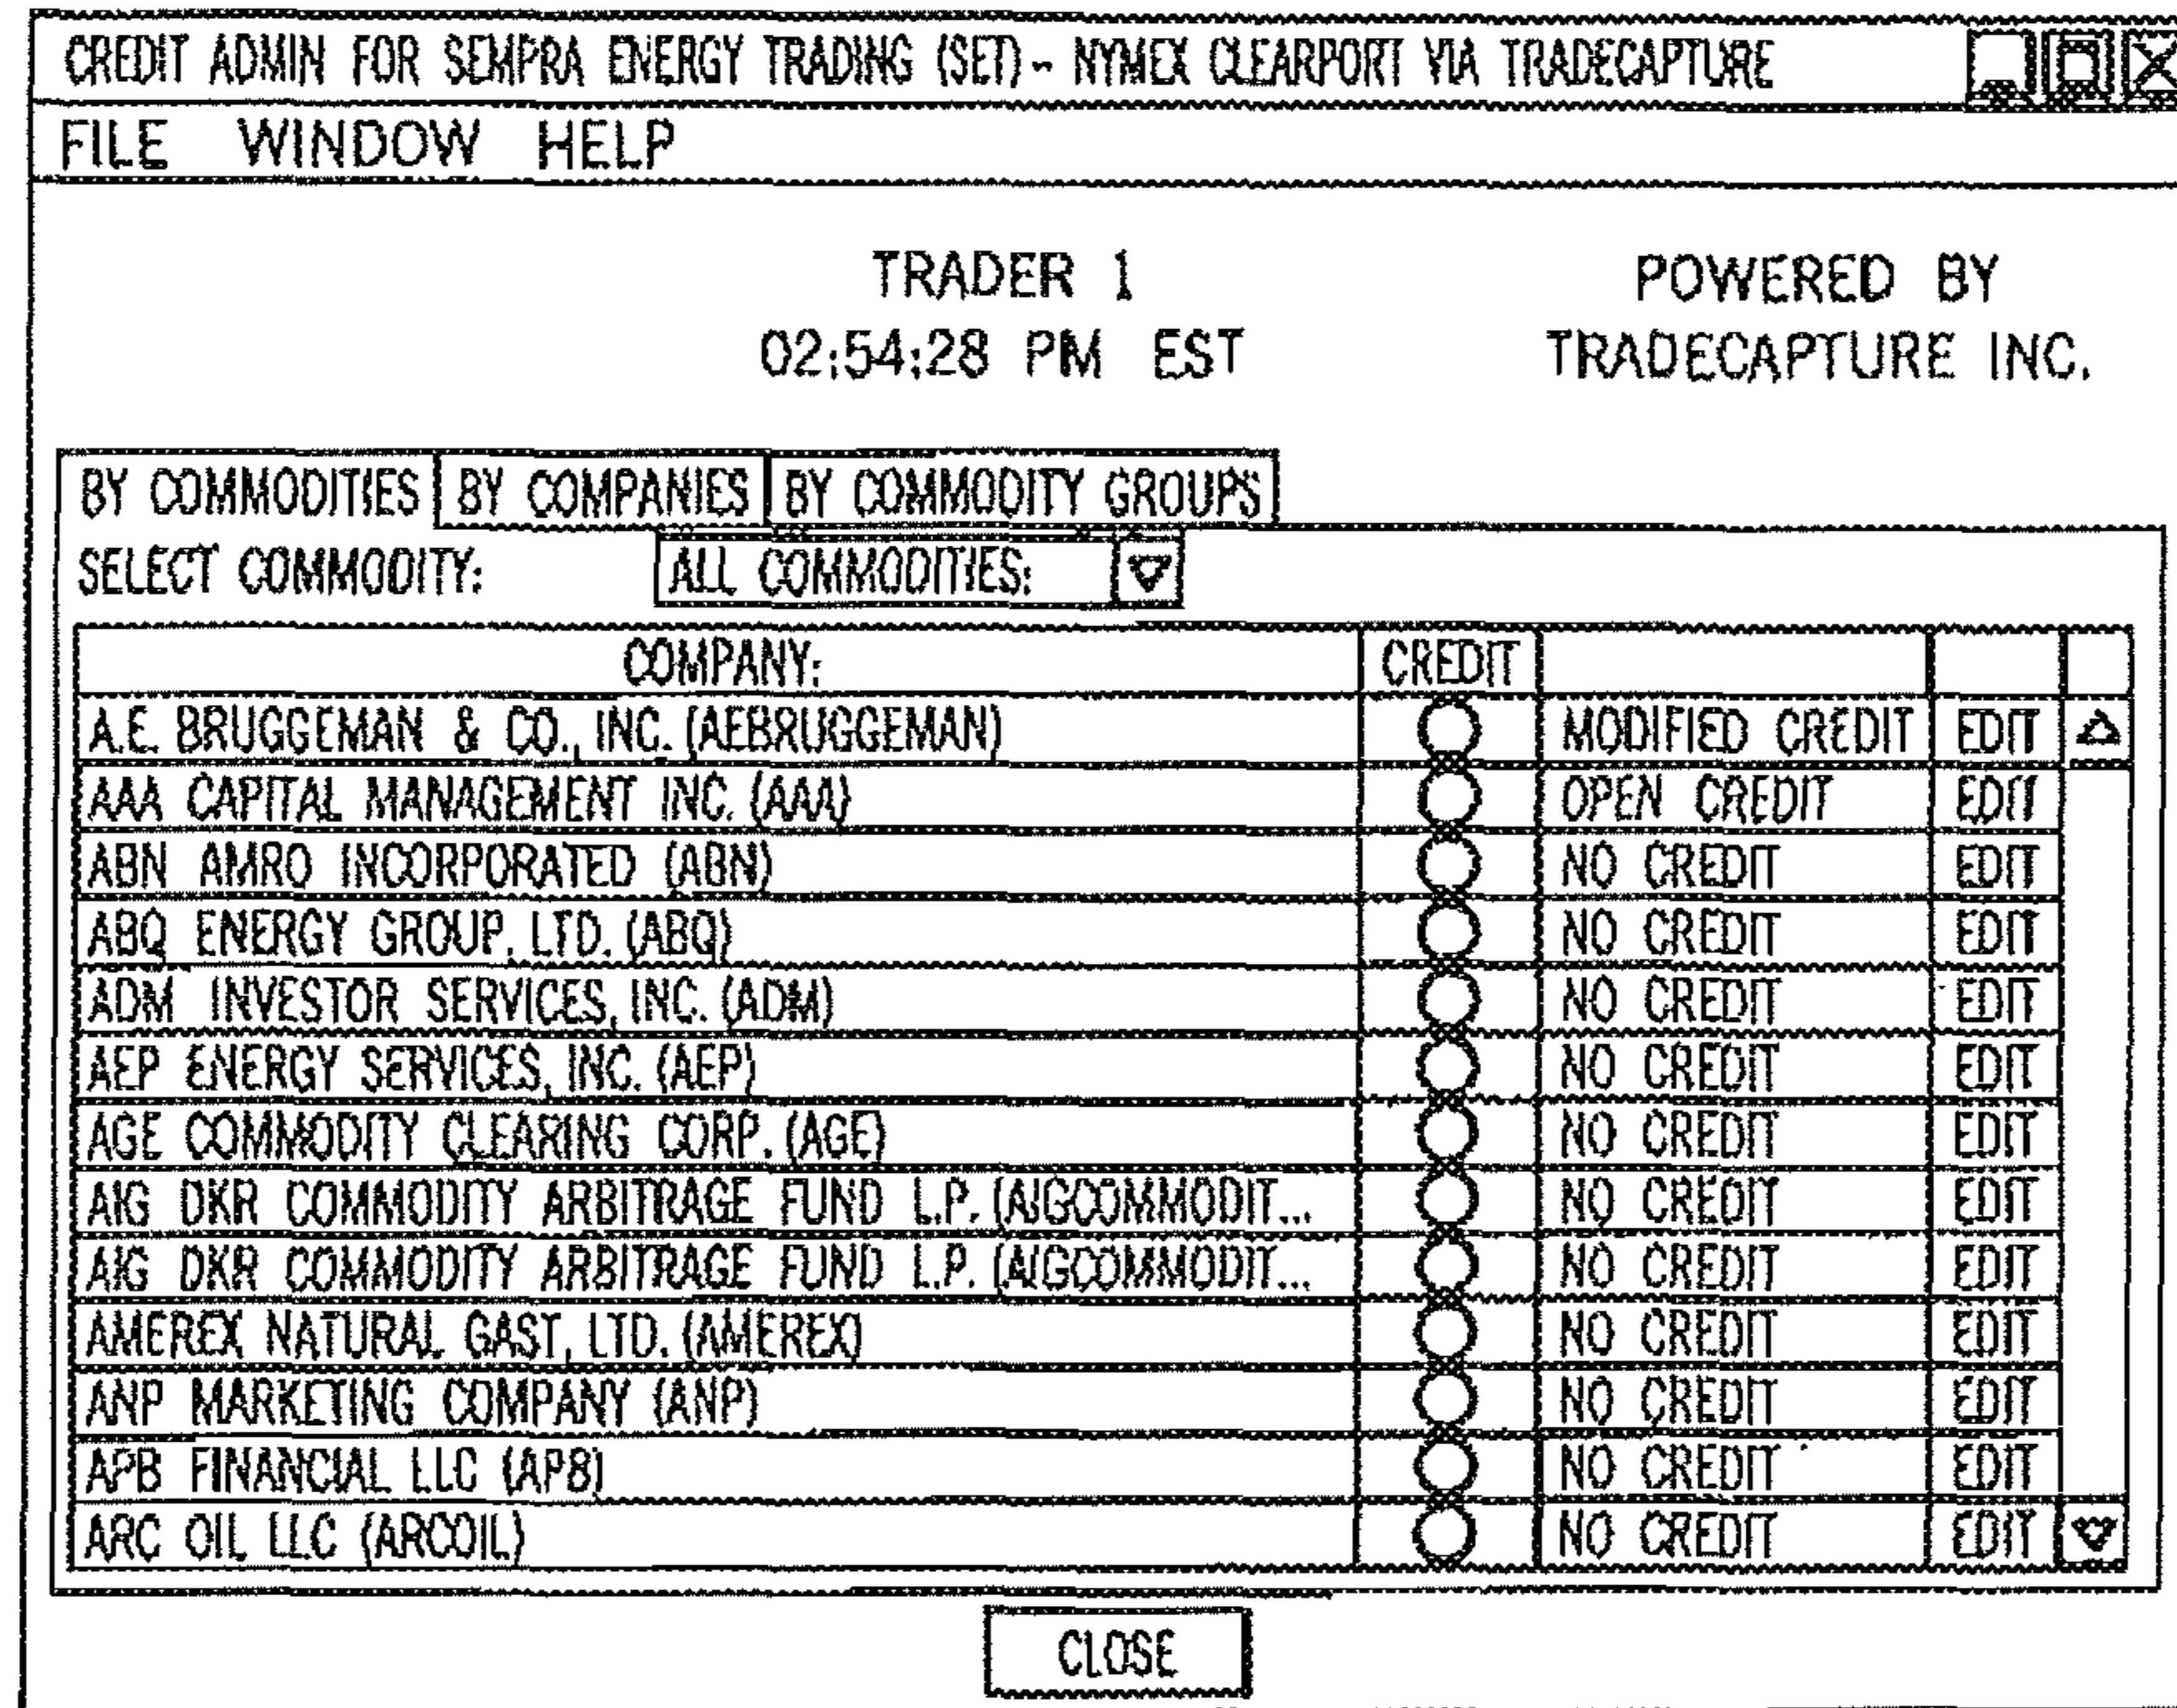 CREDIT ADMIN FOR SEMPRA ENERGY TRADING (SET) - NYMEX CLEARPORT VIA TRADECAPTURE
FILE WINDOW HELP
TRADER 1 POWERED BY
02:54:28 PM EST TRADECAPTURE INC.
BY COMMODITIES BY COMPANIES BY COMMODITY GROUPS
SELECT COMMODITY: ALL COMMODITIES:
COMPANY: CREDIT
A.E. BRUGGEMAN & CO., INC. (AEBRUGGEMAN) MODIFIED CREDIT EDIT
AAA CAPITAL MANAGEMENT INC. (AAA) OPEN CREDIT EDIT
ABN AMRO INCORPORATED (ABN) NO CREDIT EDIT
ABQ ENERGY GROUP, LTD. (ABQ) NO CREDIT EDIT
ADM INVESTOR SERVICES, INC. (ADM) NO CREDIT EDIT
AEP ENERGY SERVICES, INC. (AEP) NO CREDIT EDIT
AGE COMMODITY CLEARING CORP. (AGE) NO CREDIT EDIT
AIG DKR COMMODITY ARBITRAGE FUND L.P. (AIGCOMMODIT... NO CREDIT EDIT
AIG DKR COMMODITY ARBITRAGE FUND L.P. (AIGCOMMODIT... NO CREDIT EDIT
AMEREX NATURAL GAST, LTD. (AMEREX) NO CREDIT EDIT
ANP MARKETING COMPANY (ANP) NO CREDIT EDIT
APB FINANCIAL LLC (APB) NO CREDIT EDIT
ARC OIL LLC (ARCOIL) NO CREDIT EDIT
CLOSE